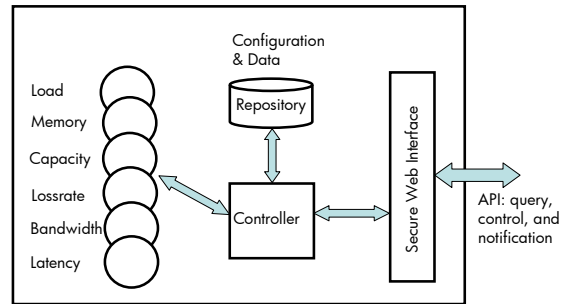 Configuration
& Data
Repository
Load
Memory
Capacity
Lossrate
Bandwidth
Latency
Controller
Secure Web Interface
API: query,
control, and
notification